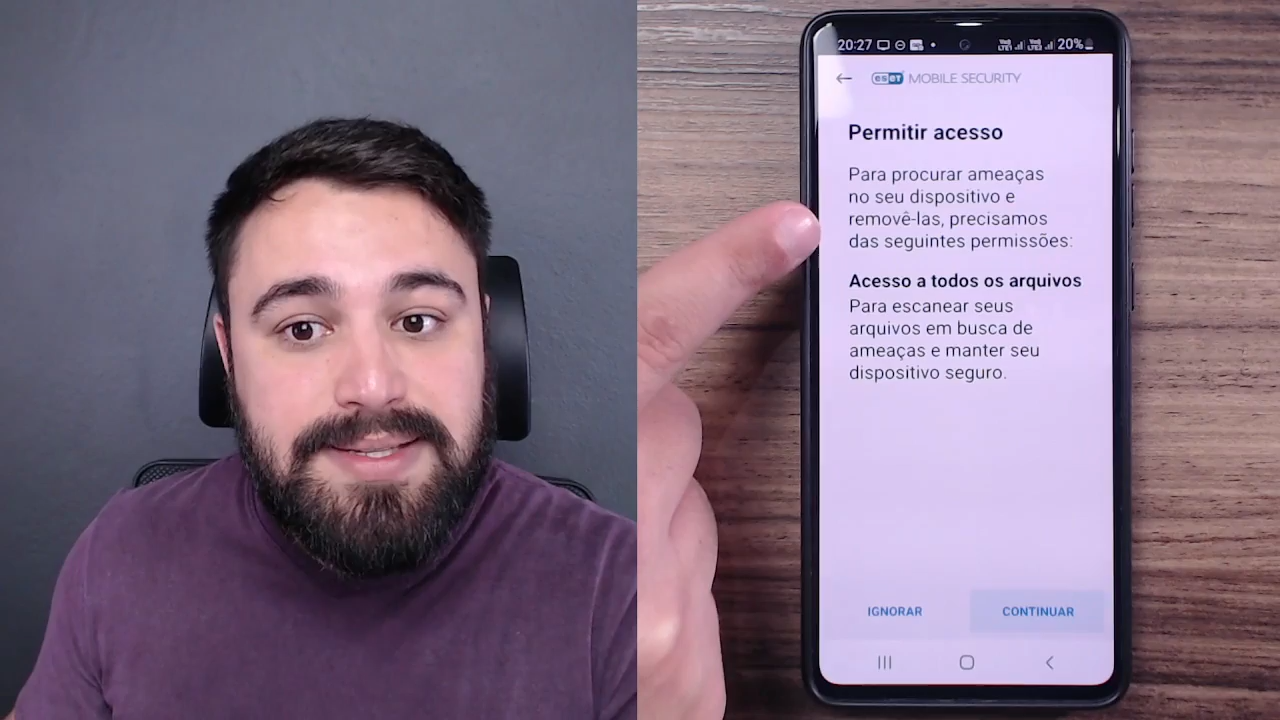 20:27
20%
eset MOBILE SECURITY
Permitir acesso
Para procurar ameaças
no seu dispositivo e
removê-las, precisamos
das seguintes permissões:
Acesso a todos os arquivos
Para escanear seus
arquivos em busca de
ameaças e manter seu
dispositivo seguro.
IGNORAR
CONTINUAR